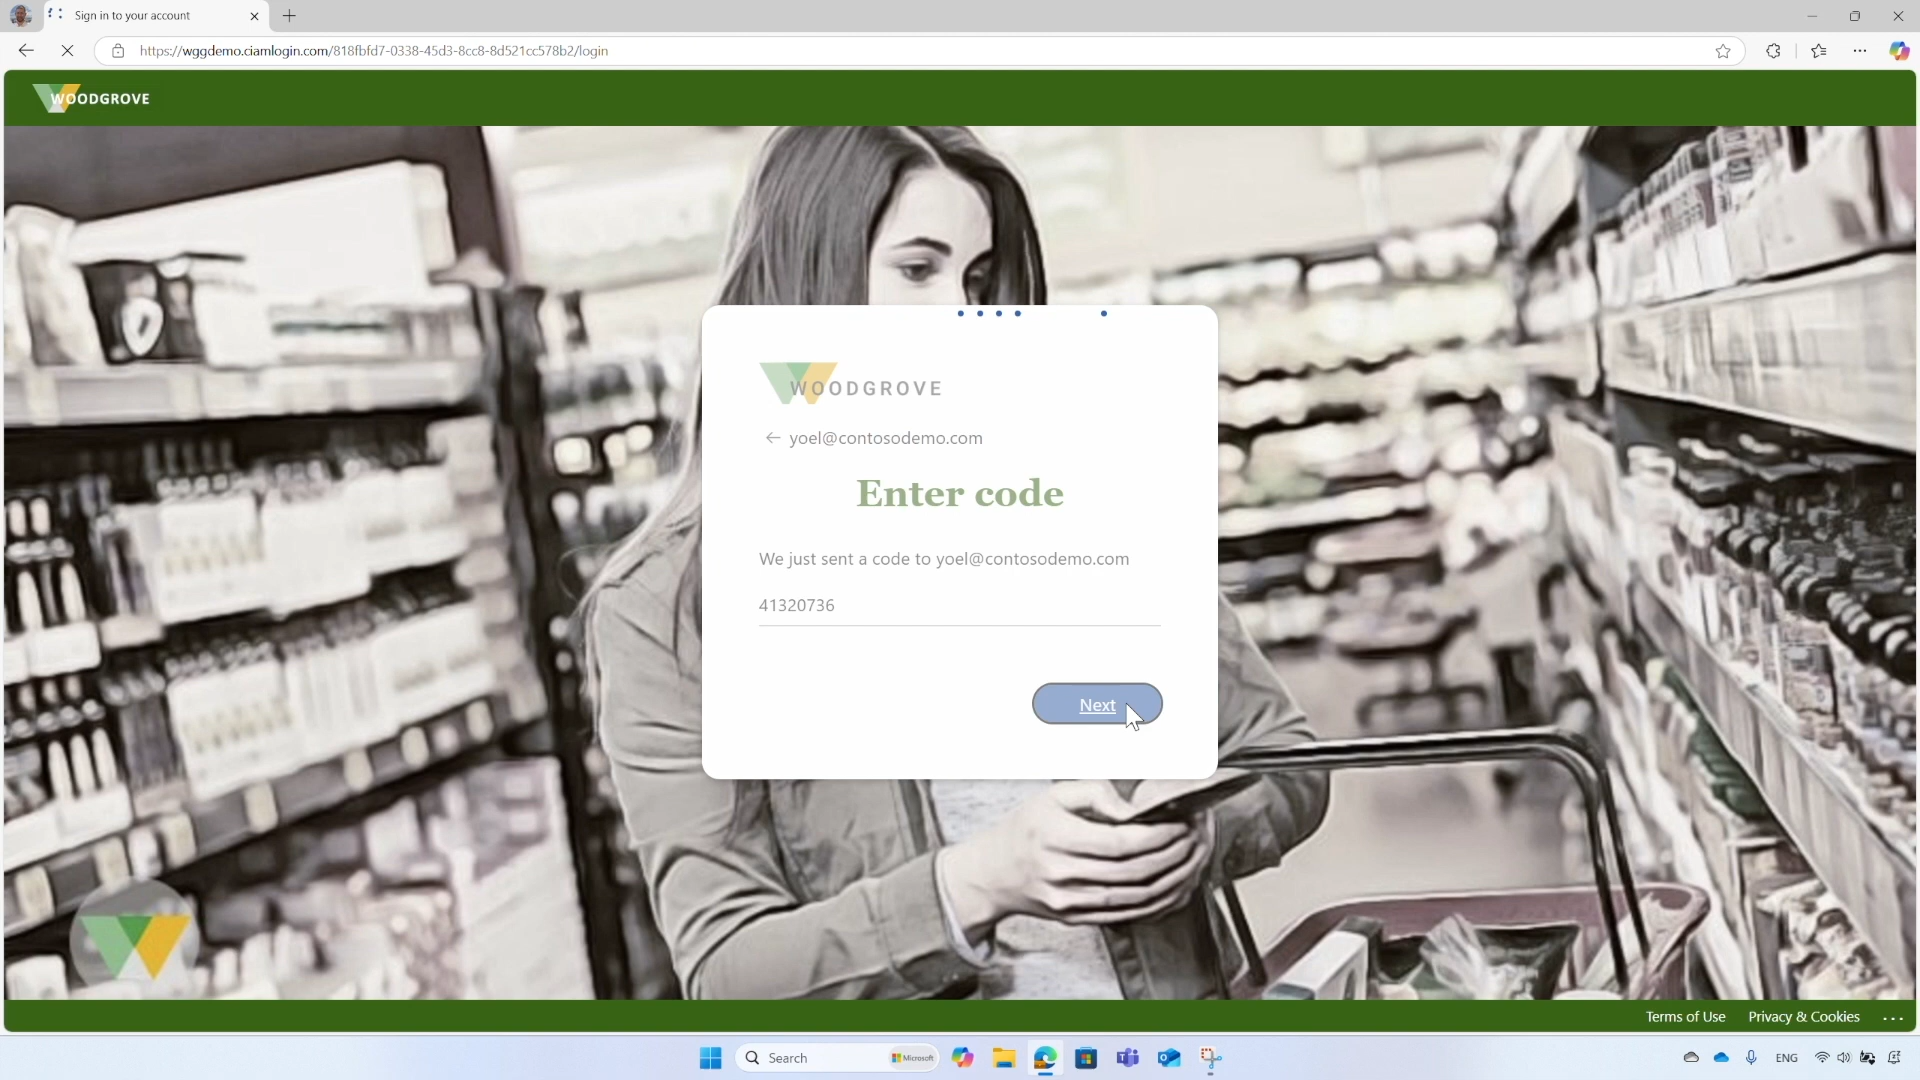 Sign in to your account
https://wggdemo.ciamlogin.com/818fbfd7-0338-45d3-8cc8-8d521cc578b2/login
WOODGROVE
WOODGROVE
yoel@contosodemo.com
Enter code
We just sent a code to yoel@contosodemo.com
41320736
Next
Terms of Use Privacy & Cookies ...
Search Microsoft ENG